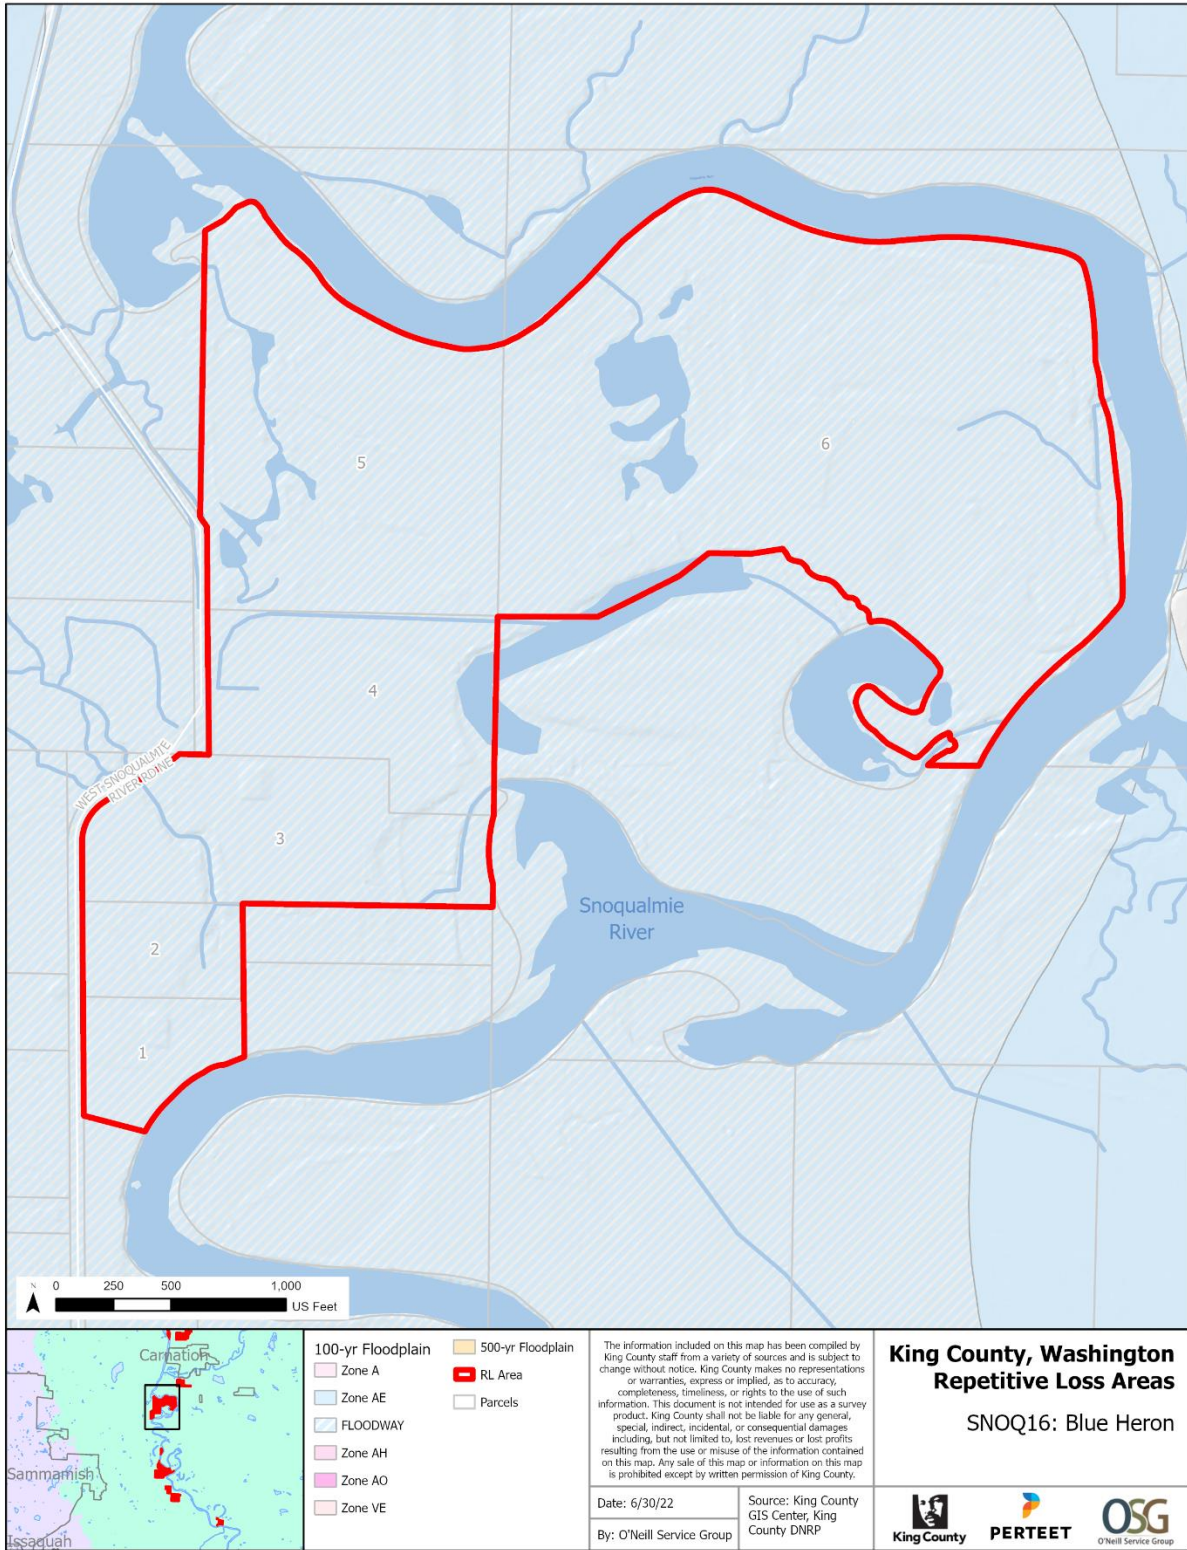 5
6
4
WEST SNOQUALMIE
RIVER RD NE
3
Snoqualmie
River
2
1
N
0 250 500 1,000
US Feet
Carnation
Sammamish
Issaquah
100-yr Floodplain
Zone A
Zone AE
FLOODWAY
Zone AH
Zone AO
Zone VE
500-yr Floodplain
RL Area
Parcels
The information included on this map has been compiled by
King County staff from a variety of sources and is subject to
change without notice. King County makes no representations
or warranties, express or implied, as to accuracy,
completeness, timeliness, or rights to the use of such
information. This document is not intended for use as a survey
product. King County shall not be liable for any general,
special, indirect, incidental, or consequential damages
including, but not limited to, lost revenues or lost profits
resulting from the use or misuse of the information contained
on this map. Any sale of this map or information on this map
is prohibited except by written permission of King County.
Date: 6/30/22
By: O'Neill Service Group
Source: King County
GIS Center, King
County DNRP
King County, Washington
Repetitive Loss Areas
SNOQ16: Blue Heron
King County
PERTEET
OSG
O'Neill Service Group